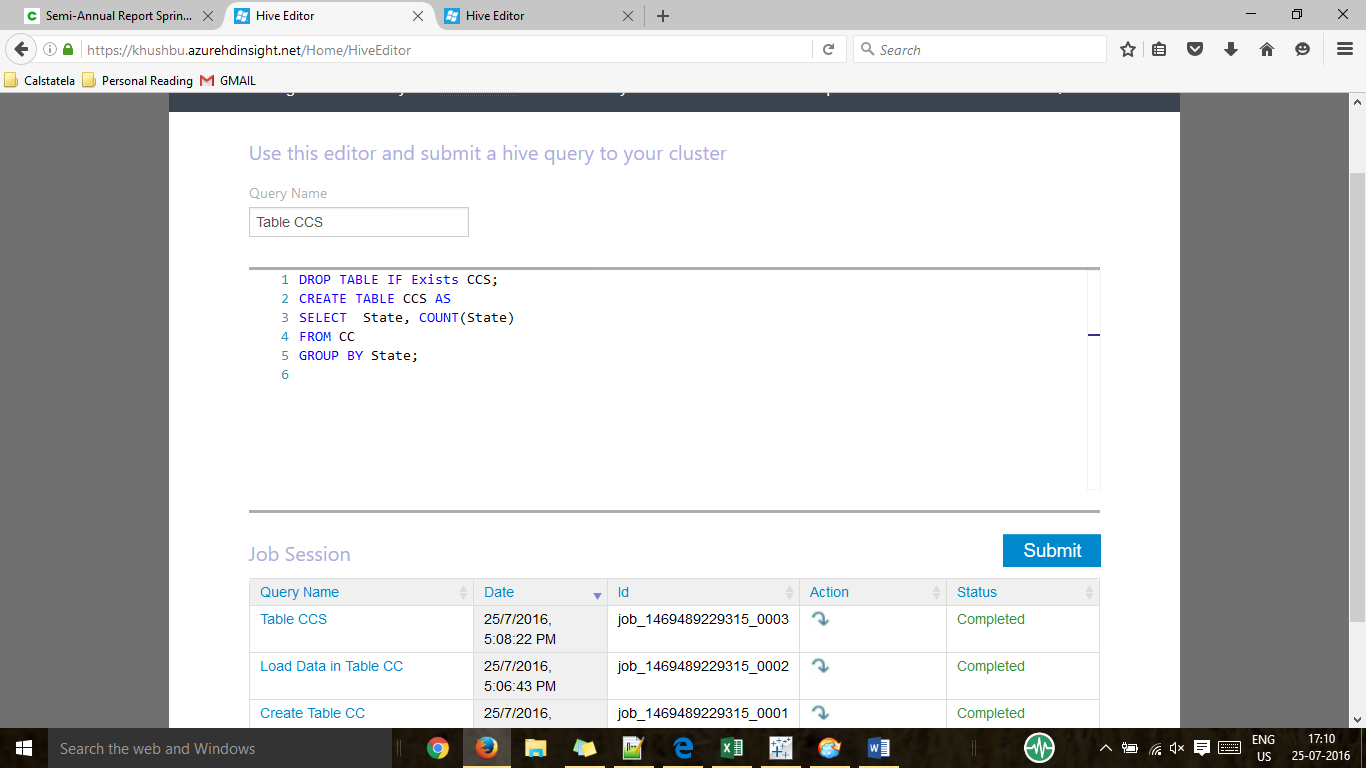 Semi-Annual Report Sprin...
Hive Editor
Hive Editor
https://khushbu.azurehdinsight.net/Home/HiveEditor
Search
Calstatela
Personal Reading
GMAIL
Use this editor and submit a hive query to your cluster
Query Name
Table CCS
1 DROP TABLE IF Exists CCS;
2 CREATE TABLE CCS AS
3 SELECT  State, COUNT(State)
4 FROM CC
5 GROUP BY State;
6
Job Session
Submit
Query Name Date Id Action Status
Table CCS 25/7/2016, 5:08:22 PM job_1469489229315_0003 Completed
Load Data in Table CC 25/7/2016, 5:06:43 PM job_1469489229315_0002 Completed
Create Table CC 25/7/2016, job_1469489229315_0001 Completed
Search the web and Windows
ENG
US
17:10
25-07-2016